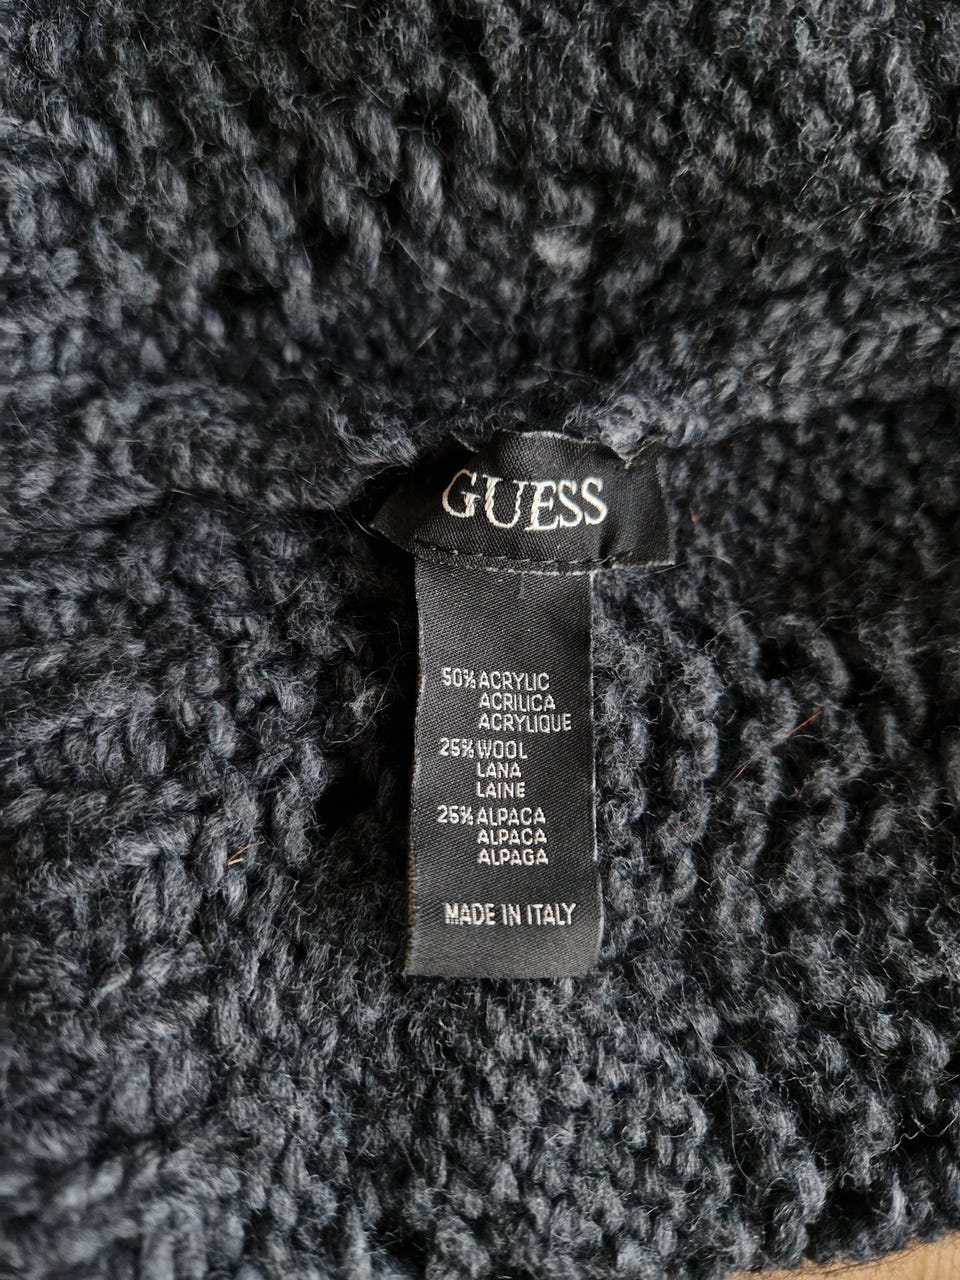 GUESS
50% ACRYLIC
ACRILICA
ACRYLIQUE
25% WOOL
LANA
LAINE
25% ALPACA
ALPACA
ALPAGA
MADE IN ITALY